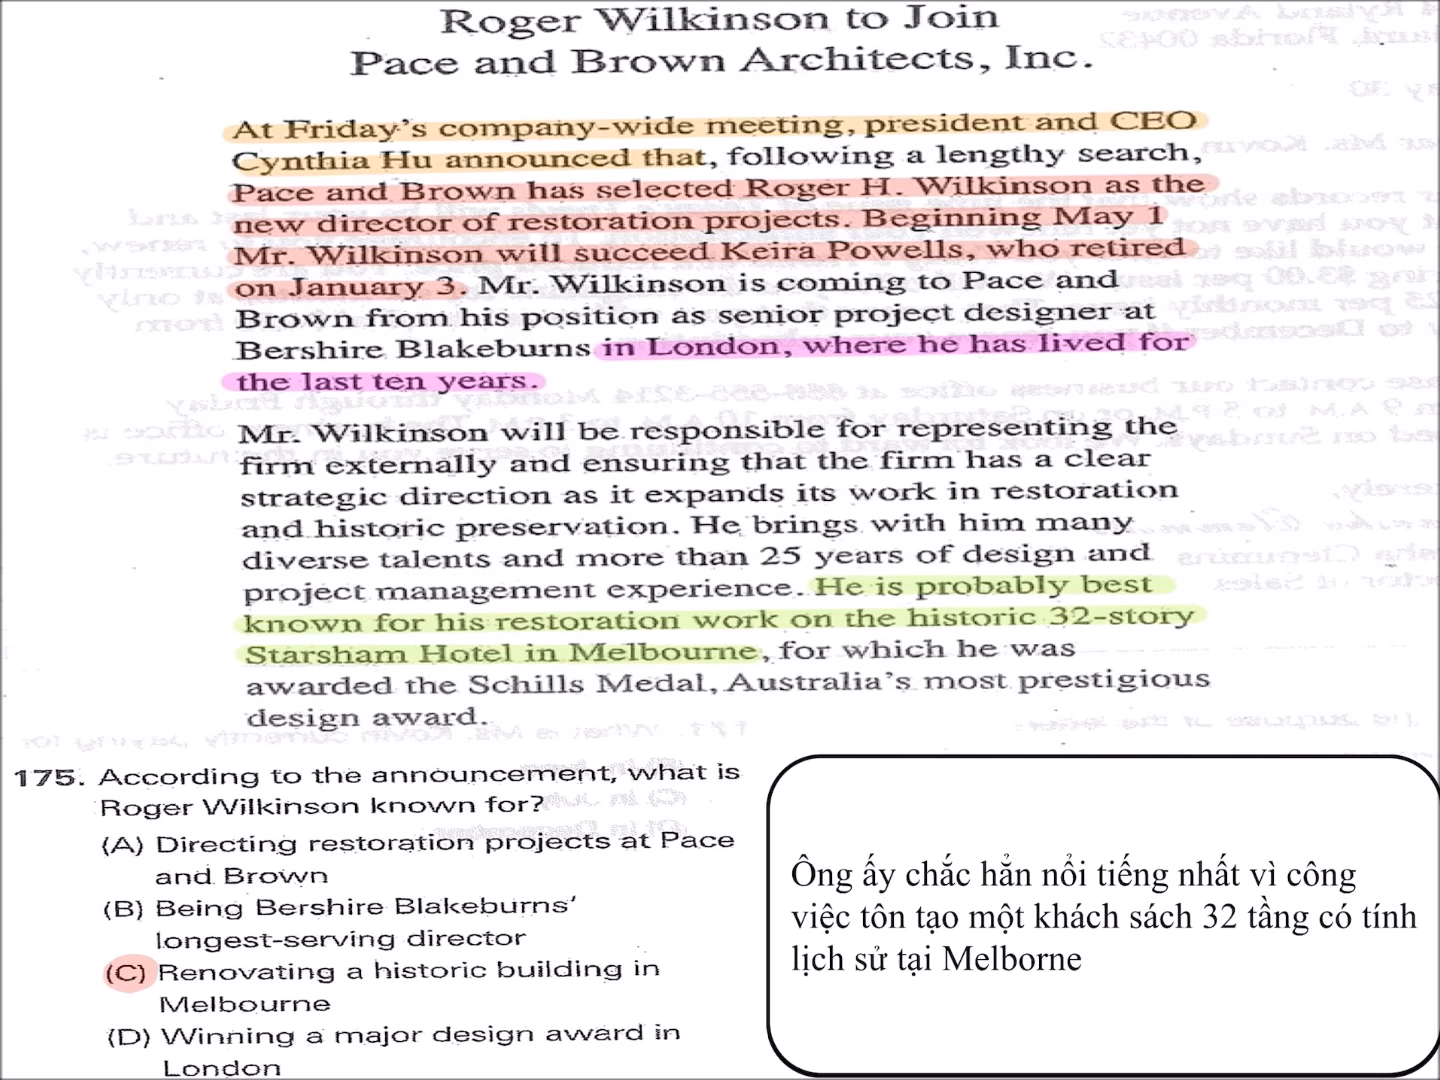 Roger Wilkinson to Join
Pace and Brown Architects, Inc.
At Friday's company-wide meeting, president and CEO
Cynthia Hu announced that, following a lengthy search,
Pace and Brown has selected Roger H. Wilkinson as the
new director of restoration projects. Beginning May 1
Mr. Wilkinson will succeed Keira Powells, who retired
on January 3. Mr. Wilkinson is coming to Pace and
Brown from his position as senior project designer at
Bershire Blakeburns in London, where he has lived for
the last ten years.
Mr. Wilkinson will be responsible for representing the
firm externally and ensuring that the firm has a clear
strategic direction as it expands its work in restoration
and historic preservation. He brings with him many
diverse talents and more than 25 years of design and
project management experience. He is probably best
known for his restoration work on the historic 32-story
Starsham Hotel in Melbourne, for which he was
awarded the Schills Medal, Australia's most prestigious
design award.
175. According to the announcement, what is
Roger Wilkinson known for?
(A) Directing restoration projects at Pace
and Brown
(B) Being Bershire Blakeburns'
longest-serving director
(C) Renovating a historic building in
Melbourne
(D) Winning a major design award in
London
Ông ấy chắc hẳn nổi tiếng nhất vì công
việc tôn tạo một khách sách 32 tầng có tính
lịch sử tại Melborne